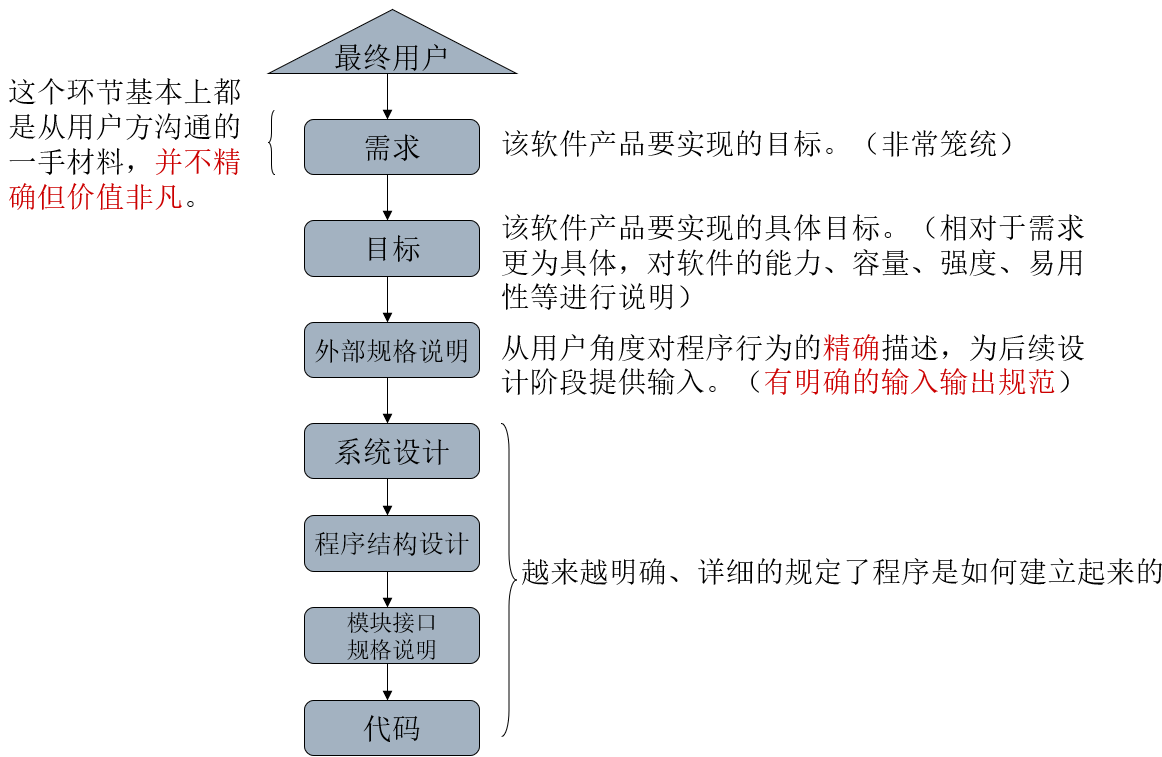 最终用户
这个环节基本上都
是从用户方沟通的
一手材料，并不精
确但价值非凡。
需求
该软件产品要实现的目标。（非常笼统）
目标
该软件产品要实现的具体目标。（相对于需求
更为具体，对软件的能力、容量、强度、易用
性等进行说明）
外部规格说明
从用户角度对程序行为的精确描述，为后续设
计阶段提供输入。（有明确的输入输出规范）
系统设计
程序结构设计
越来越明确、详细的规定了程序是如何建立起来的
模块接口
规格说明
代码